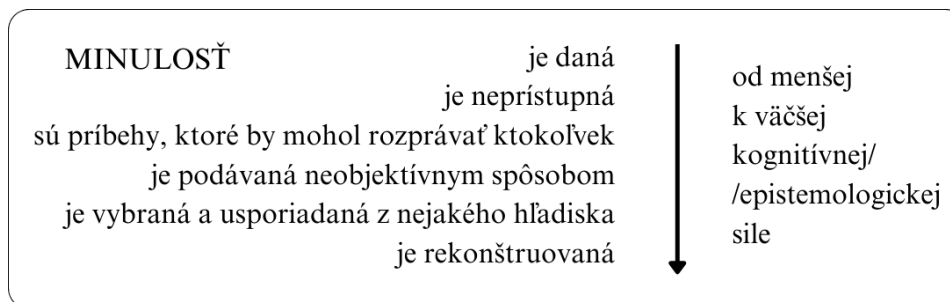 MINULOSŤ
je daná
je neprístupná
sú príbehy, ktoré by mohol rozprávať ktokoľvek
je podávaná neobjektívnym spôsobom
je vybraná a usporiadaná z nejakého hľadiska
je rekonštruovaná
od menšej
k väčšej
kognitívnej/
/epistemologickej
sile